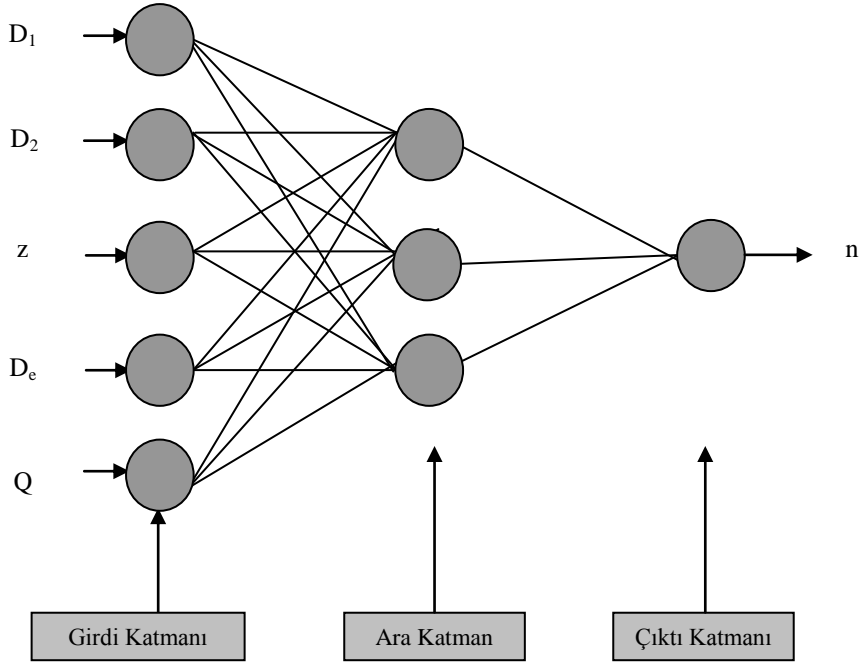 D₁
D₂
z
Dₑ
Q
n
Girdi Katmanı
Ara Katman
Çıktı Katmanı